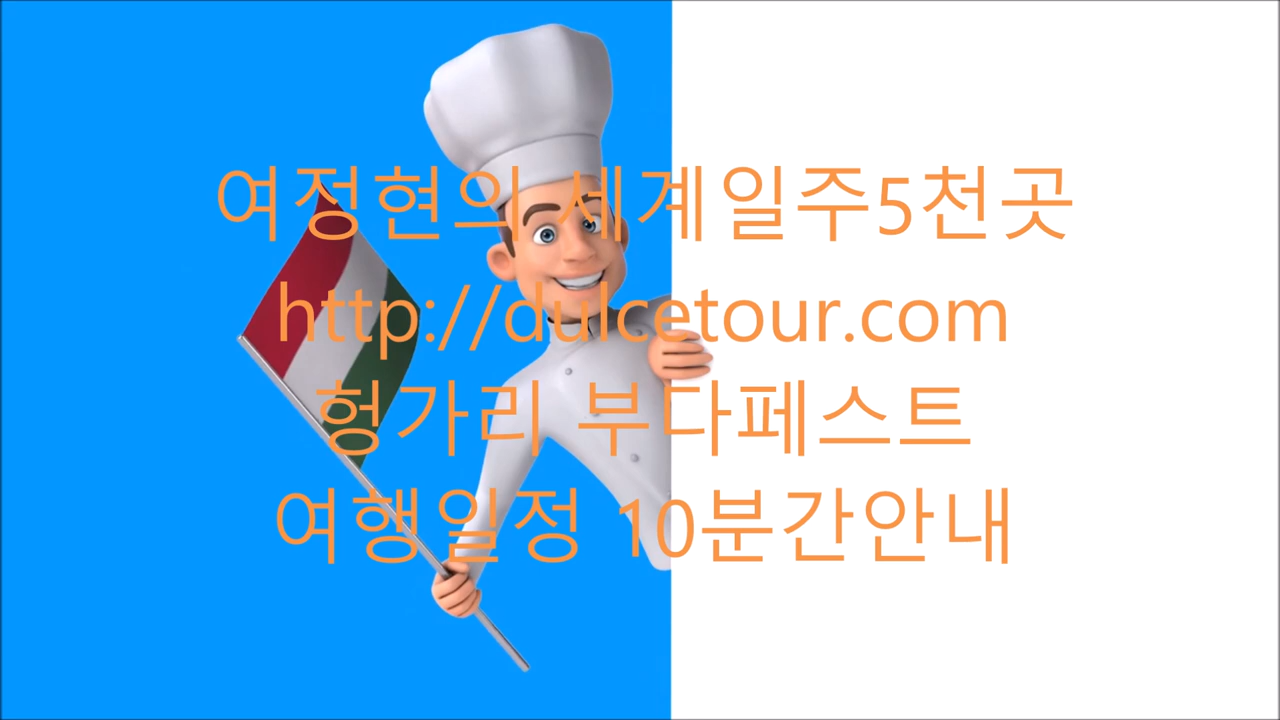 여정현의 세계일주5천곳
http://dulcetour.com
헝가리 부다페스트
여행일정 10분간안내